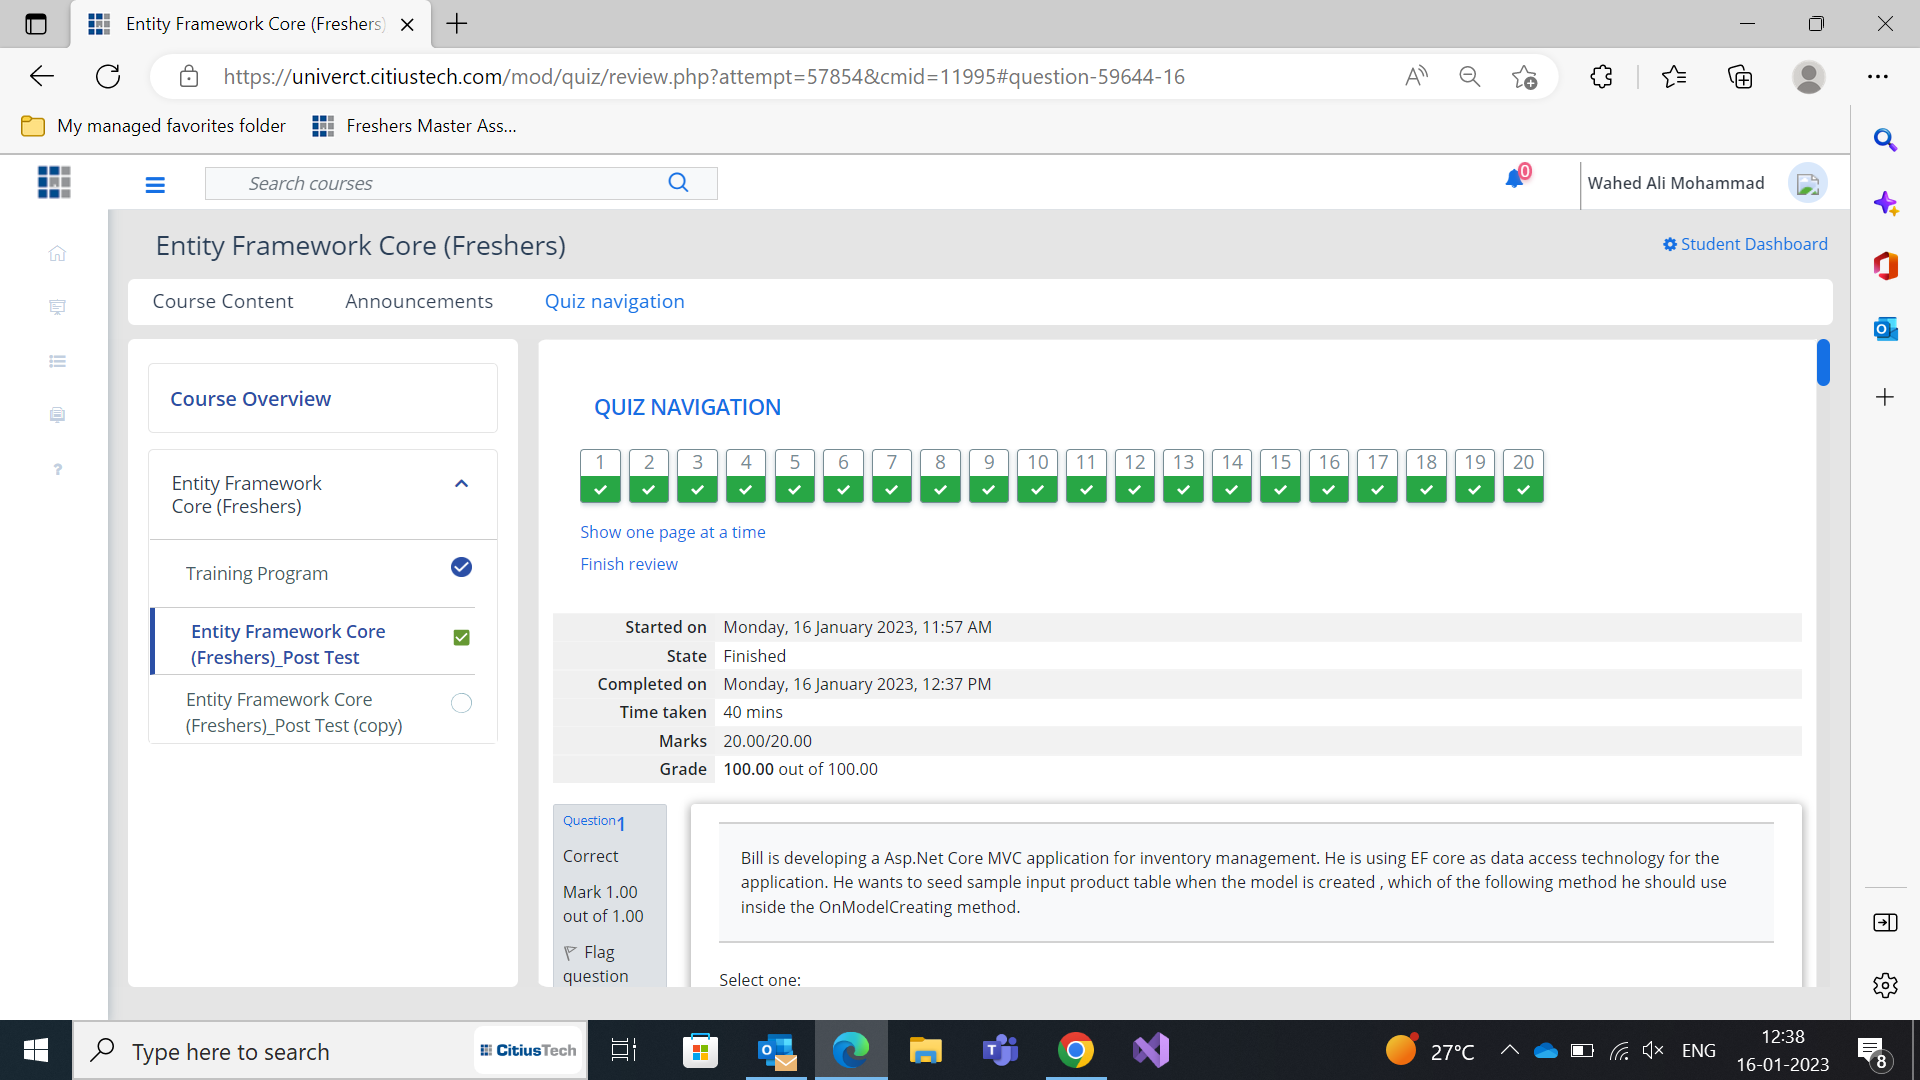 Entity Framework Core (Freshers)
https://univerct.citiustech.com/mod/quiz/review.php?attempt=57854&cmid=11995#question-59644-16
My managed favorites folder
Freshers Master Ass...
Search courses
0
Wahed Ali Mohammad
Entity Framework Core (Freshers)
Student Dashboard
Course Content
Announcements
Quiz navigation
Course Overview
Entity Framework
Core (Freshers)
Training Program
Entity Framework Core
(Freshers)_Post Test
Entity Framework Core
(Freshers)_Post Test (copy)
QUIZ NAVIGATION
1 2 3 4 5 6 7 8 9 10 11 12 13 14 15 16 17 18 19 20
Show one page at a time
Finish review
Started on Monday, 16 January 2023, 11:57 AM
State Finished
Completed on Monday, 16 January 2023, 12:37 PM
Time taken 40 mins
Marks 20.00/20.00
Grade 100.00 out of 100.00
Question 1
Correct
Mark 1.00
out of 1.00
Flag
question
Bill is developing a Asp.Net Core MVC application for inventory management. He is using EF core as data access technology for the
application. He wants to seed sample input product table when the model is created , which of the following method he should use
inside the OnModelCreating method.
Select one:
Type here to search
CitiusTech
27°C
ENG
12:38
16-01-2023
8